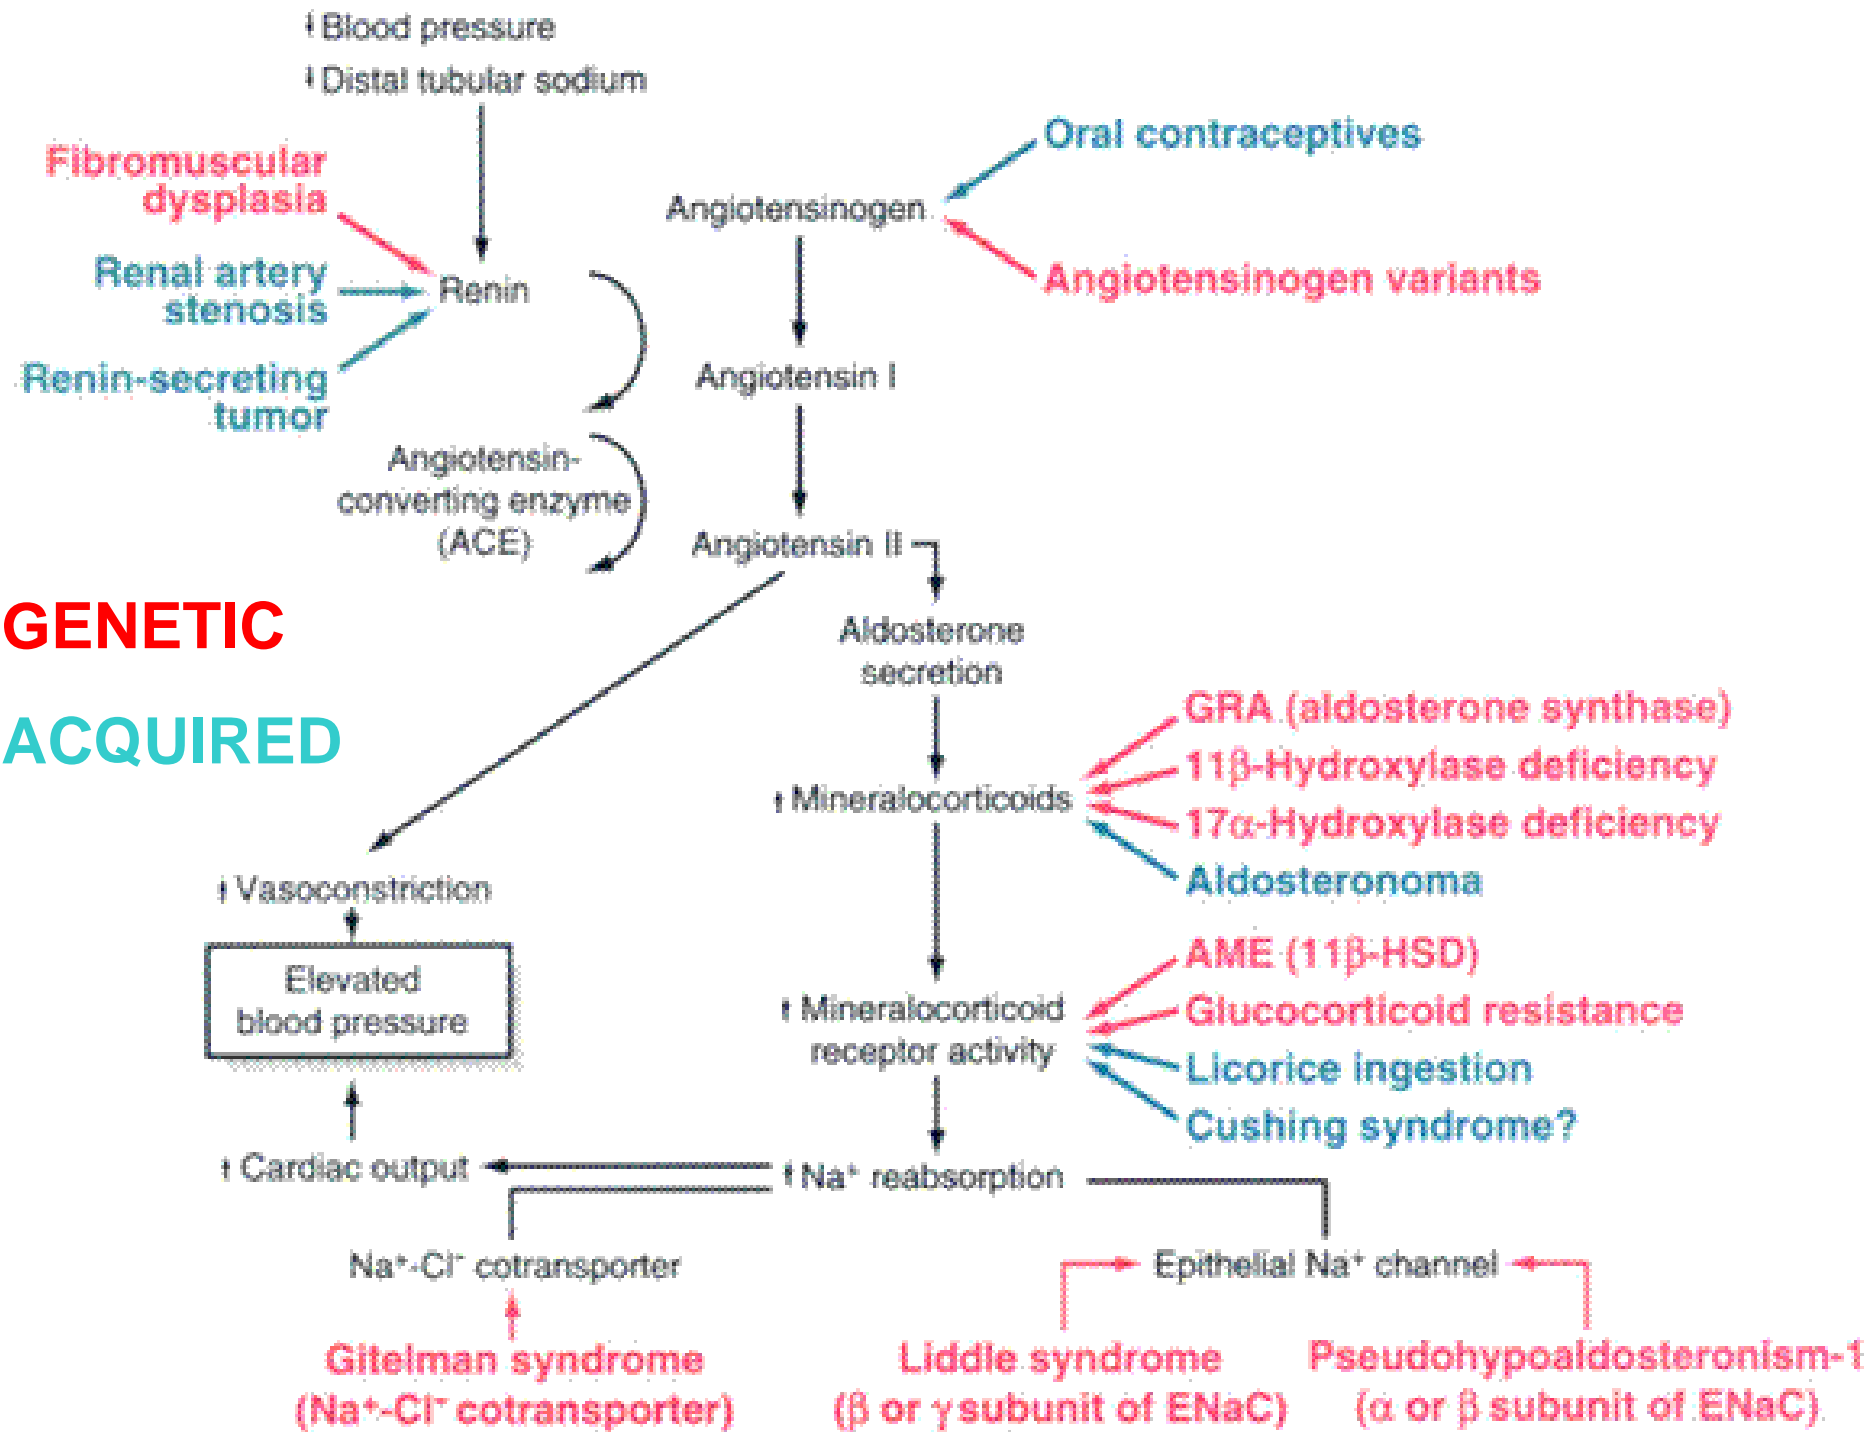 ↓ Blood pressure
↓ Distal tubular sodium
Oral contraceptives
Fibromuscular
dysplasia
Angiotensinogen
Renal artery
stenosis
Renin
Angiotensinogen variants
Renin-secreting
tumor
Angiotensin I
Angiotensin-
converting enzyme
(ACE)
Angiotensin II
GENETIC
ACQUIRED
Aldosterone
secretion
GRA (aldosterone synthase)
11β-Hydroxylase deficiency
↑ Mineralocorticoids
17α-Hydroxylase deficiency
Aldosteronoma
↑ Vasoconstriction
Elevated
blood pressure
AME (11β-HSD)
↑ Mineralocorticoid
receptor activity
Glucocorticoid resistance
Licorice ingestion
Cushing syndrome?
↑ Cardiac output
↑ Na⁺ reabsorption
Na⁺-Cl⁻ cotransporter
Epithelial Na⁺ channel
Gitelman syndrome
(Na⁺-Cl⁻ cotransporter)
Liddle syndrome
(β or γ subunit of ENaC)
Pseudohypoaldosteronism-1
(α or β subunit of ENaC)